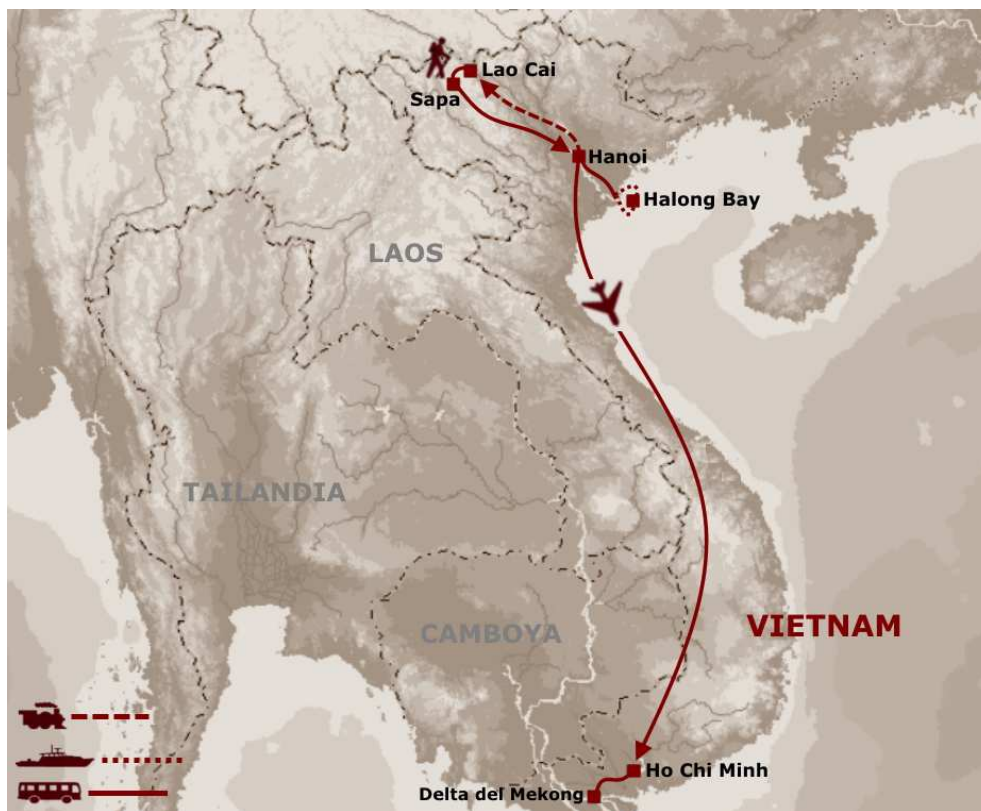 Lao Cai
Sapa
Hanoi
Halong Bay
LAOS
TAILANDIA
CAMBOYA
VIETNAM
Ho Chi Minh
Delta del Mekong